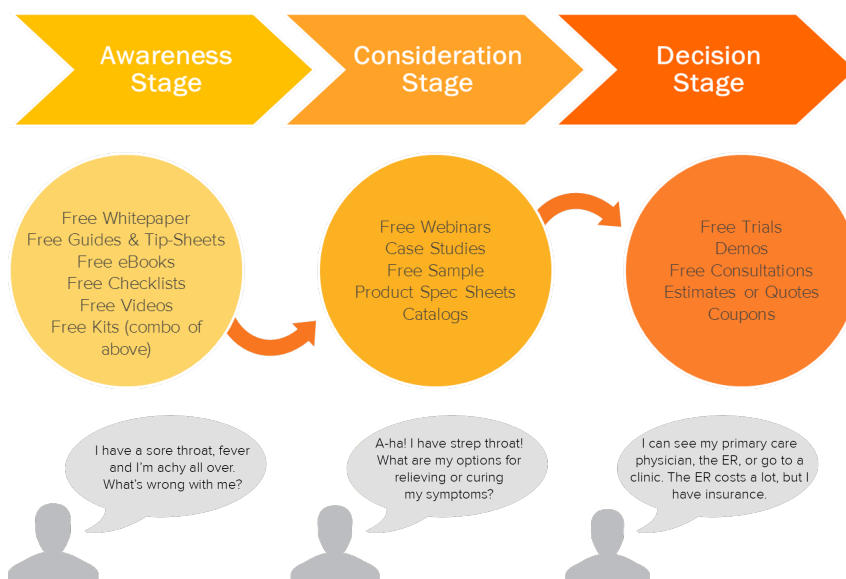 Awareness
Stage
Consideration
Stage
Decision
Stage
Free Whitepaper
Free Guides & Tip-Sheets
Free eBooks
Free Checklists
Free Videos
Free Kits (combo of
above)
Free Webinars
Case Studies
Free Sample
Product Spec Sheets
Catalogs
Free Trials
Demos
Free Consultations
Estimates or Quotes
Coupons
I have a sore throat, fever
and I'm achy all over.
What's wrong with me?
A-ha! I have strep throat!
What are my options for
relieving or curing
my symptoms?
I can see my primary care
physician, the ER, or go to a
clinic. The ER costs a lot, but I
have insurance.